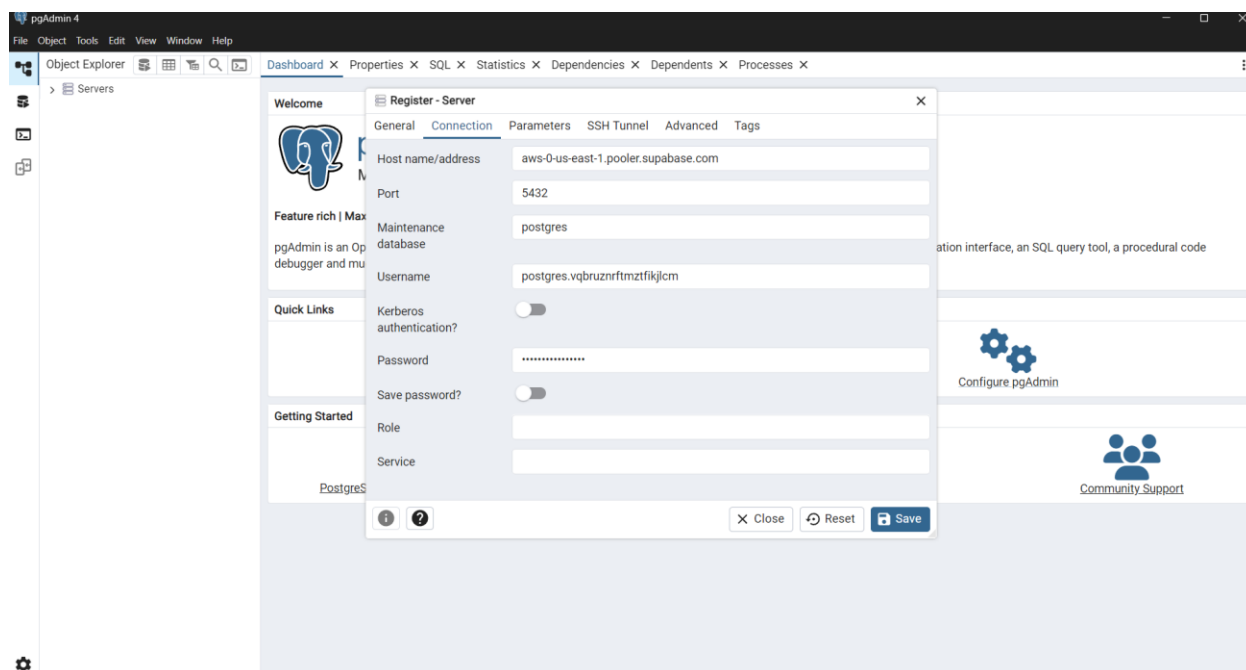 pgAdmin 4
File Object Tools Edit View Window Help
Object Explorer
Dashboard Properties SQL Statistics Dependencies Dependents Processes
Servers
Welcome
Register - Server
General Connection Parameters SSH Tunnel Advanced Tags
Host name/address aws-0-us-east-1.pooler.supabase.com
Port 5432
Feature rich | Max
Maintenance database postgres
pgAdmin is an Op
ation interface, an SQL query tool, a procedural code
debugger and mu
Username postgres.vqbruznrftmztfikjlcm
Quick Links
Kerberos authentication?
Password ••••••••••••••••
Configure pgAdmin
Save password?
Getting Started
Role
Service
PostgreS
Community Support
Close Reset Save